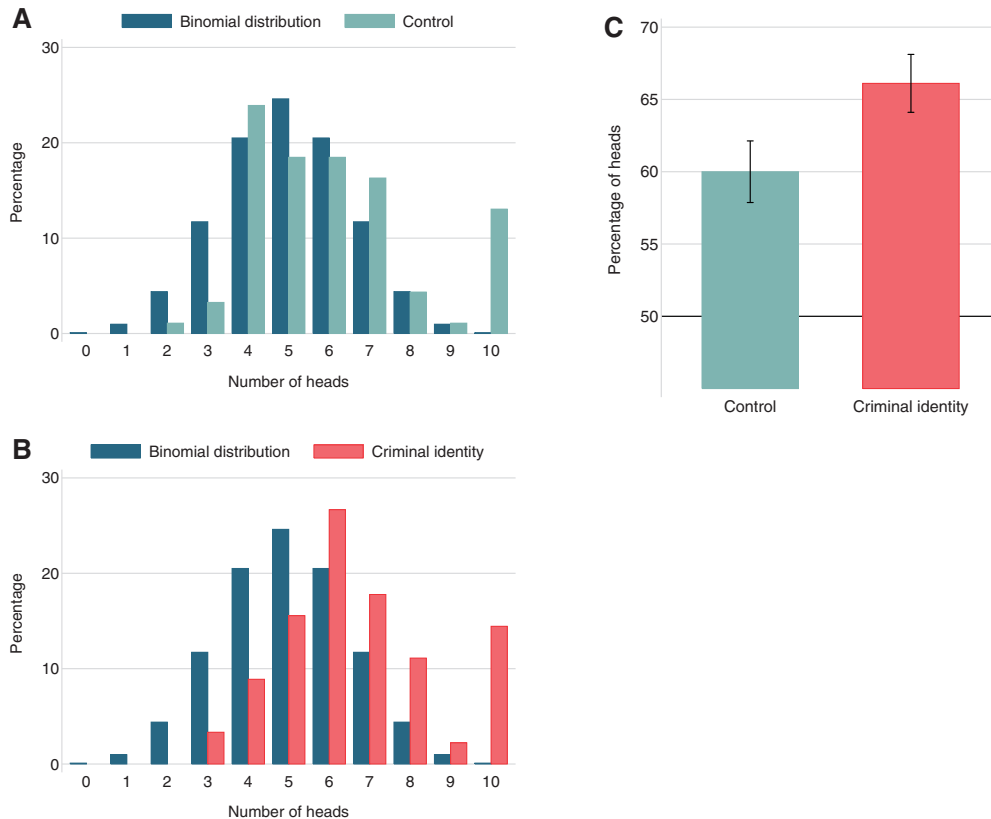 A
Binomial distribution Control
30
20
10
0
Percentage
0 1 2 3 4 5 6 7 8 9 10
Number of heads
B
Binomial distribution Criminal identity
30
20
10
0
Percentage
0 1 2 3 4 5 6 7 8 9 10
Number of heads
C
70
65
60
55
50
Percentage of heads
Control Criminal identity